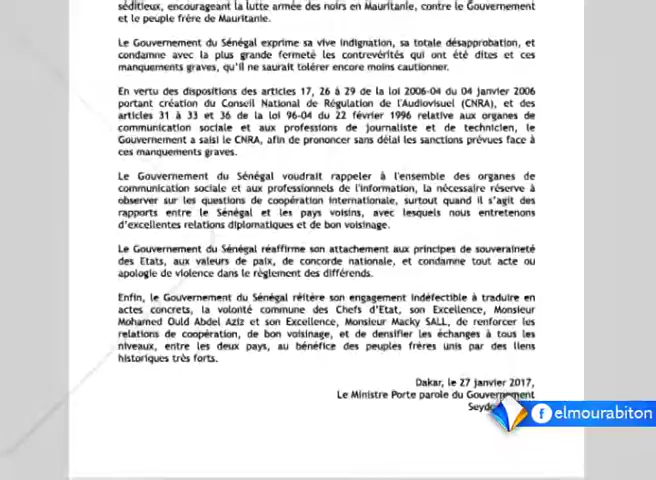 séditieux, encourageant la lutte armée des noirs en Mauritanie, contre le Gouvernement
et le peuple frère de Mauritanie.
Le Gouvernement du Sénégal exprime sa vive indignation, sa totale désapprobation, et
condamne avec la plus grande fermeté les contrevérités qui ont été dites et ces
manquements graves, qu'il ne saurait tolérer encore moins cautionner.
En vertu des dispositions des articles 17, 26 à 29 de la loi 2006-04 du 04 janvier 2006
portant création du Conseil National de Régulation de l'Audiovisuel (CNRA), et des
articles 31 à 33 et 36 de la loi 96-04 du 22 février 1996 relative aux organes de
communication sociale et aux professions de journaliste et de technicien, le
Gouvernement a saisi le CNRA, afin de prononcer sans délai les sanctions prévues face à
ces manquements graves.
Le Gouvernement du Sénégal voudrait rappeler à l'ensemble des organes de
communication sociale et aux professionnels de l'information, la nécessaire réserve à
observer sur les questions de coopération internationale, surtout quand il s'agit des
rapports entre le Sénégal et les pays voisins, avec lesquels nous entretenons
d'excellentes relations diplomatiques et de bon voisinage.
Le Gouvernement du Sénégal réaffirme son attachement aux principes de souveraineté
des Etats, aux valeurs de paix, de concorde nationale, et condamne tout acte ou
apologie de violence dans le règlement des différends.
Enfin, le Gouvernement du Sénégal réitère son engagement indéfectible à traduire en
actes concrets, la volonté commune des Chefs d'Etat, son Excellence, Monsieur
Mohamed Ould Abdel Aziz et son Excellence, Monsieur Macky SALL, de renforcer les
relations de coopération, de bon voisinage, et de densifier les échanges à tous les
niveaux, entre les deux pays, au bénéfice des peuples frères unis par des liens
historiques très forts.
Dakar, le 27 janvier 2017,
Le Ministre Porte parole du Gouvernement
elmourabiton